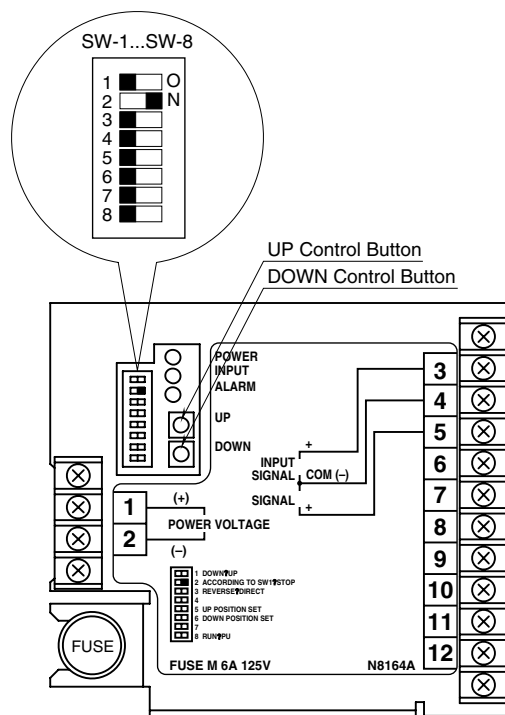 SW-1...SW-8
1 O
2 N
3
4
5
6
7
8
UP Control Button
DOWN Control Button
POWER
INPUT
ALARM
UP
DOWN
1
2
(+)
POWER VOLTAGE
(–)
+
INPUT
SIGNAL COM (–)
SIGNAL +
3
4
5
6
7
8
9
10
11
12
1 DOWN?UP
2 ACCORDING TO SW1?STOP
3 REVERSE?DIRECT
4
5 UP POSITION SET
6 DOWN POSITION SET
7
8 RUN?PU
FUSE
FUSE M 6A 125V
N8164A